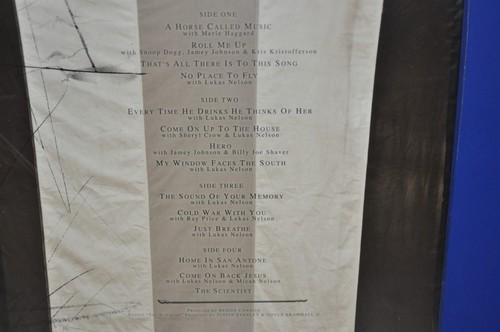 SIDE ONE
A HORSE CALLED MUSIC
with Merle Haggard
ROLL ME UP
with Snoop Dogg, Jamey Johnson & Kris Kristofferson
THAT'S ALL THERE IS TO THIS SONG
NO PLACE TO FLY
with Lukas Nelson
SIDE TWO
EVERY TIME HE DRINKS HE THINKS OF HER
with Lukas Nelson
COME ON UP TO THE HOUSE
with Sheryl Crow & Lukas Nelson
HERO
with Jamey Johnson & Billy Joe Shaver
MY WINDOW FACES THE SOUTH
with Lukas Nelson
SIDE THREE
THE SOUND OF YOUR MEMORY
with Lukas Nelson
COLD WAR WITH YOU
with Ray Price & Lukas Nelson
JUST BREATHE
with Lukas Nelson
SIDE FOUR
HOME IN SAN ANTONE
with Lukas Nelson
COME ON BACK JESUS
with Lukas Nelson & Micah Nelson
THE SCIENTIST
PRODUCED BY BUDDY CANNON